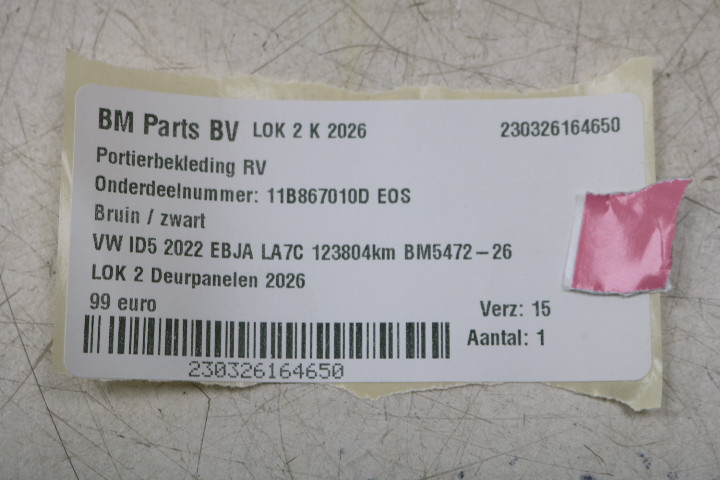 BM Parts BV LOK 2 K 2026 230326164650
Portierbekleding RV
Onderdeelnummer: 11B867010D EOS
Bruin / zwart
VW ID5 2022 EBJA LA7C 123804km BM5472-26
LOK 2 Deurpanelen 2026
99 euro
Verz: 15
Aantal: 1
230326164650